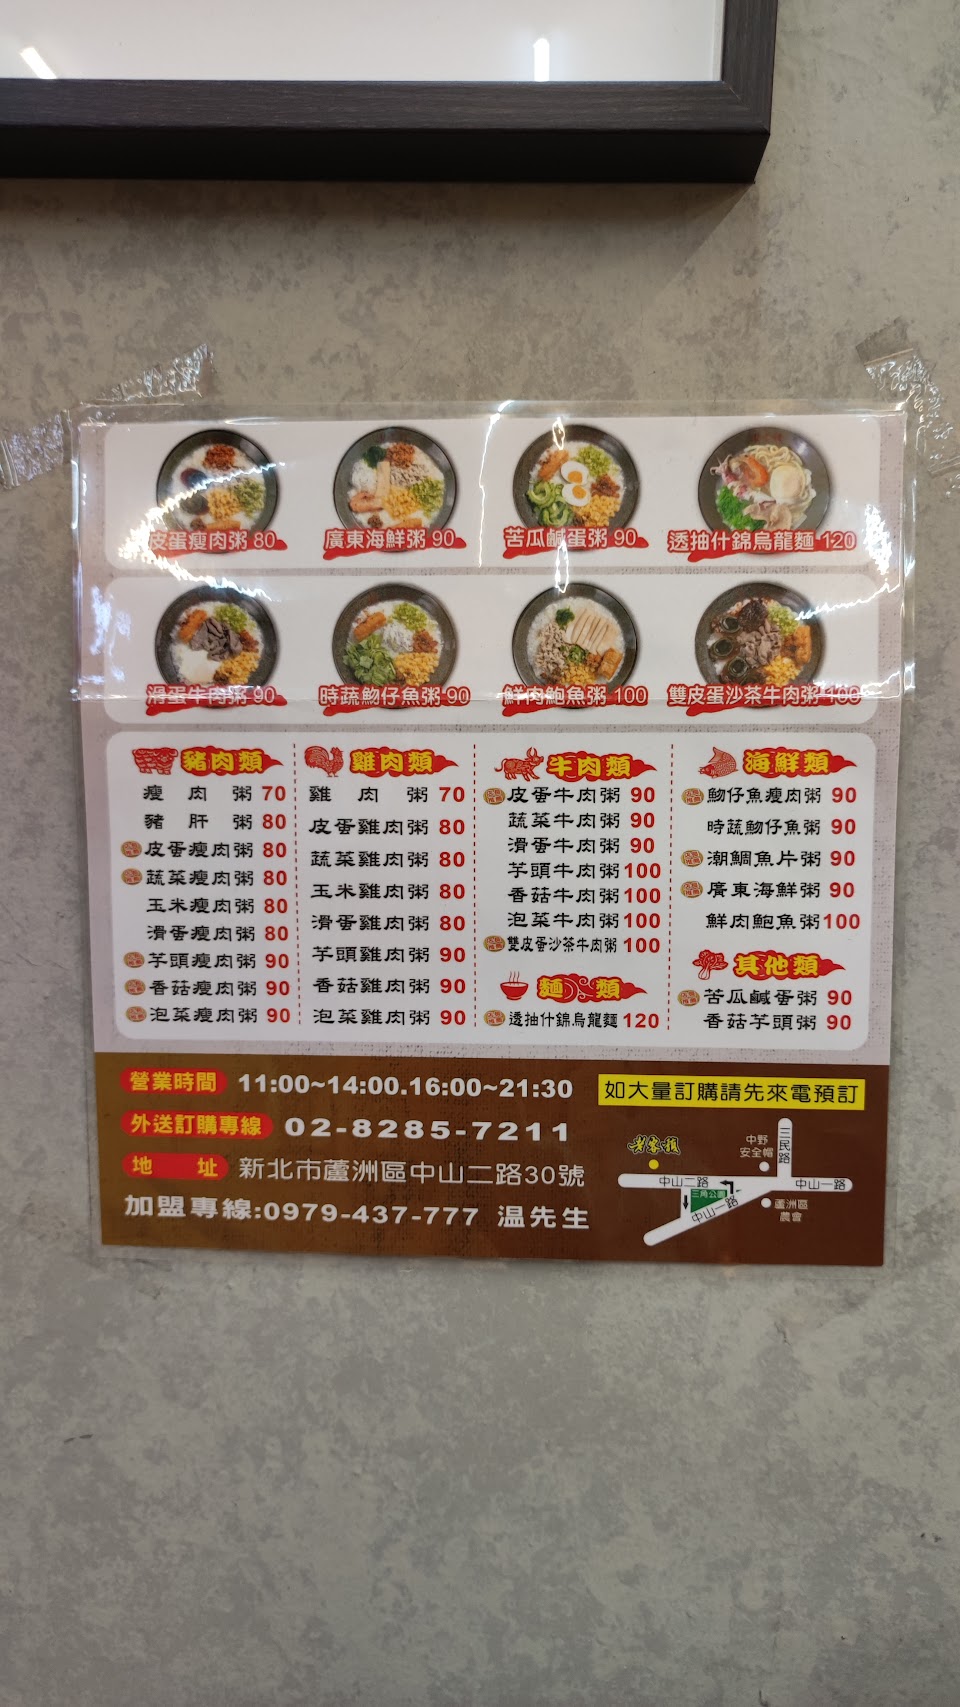 皮蛋瘦肉粥 80
廣東海鮮粥 90
苦瓜鹹蛋粥 90
透抽什錦烏龍麵 120
滑蛋牛肉粥 90
時蔬魩仔魚粥 90
鮮肉鮑魚粥 100
雙皮蛋沙茶牛肉粥 100
豬肉類
瘦肉粥 70
豬肝粥 80
皮蛋瘦肉粥 80
蔬菜瘦肉粥 80
玉米瘦肉粥 80
滑蛋瘦肉粥 80
芋頭瘦肉粥 90
香菇瘦肉粥 90
泡菜瘦肉粥 90
雞肉類
雞肉粥 70
皮蛋雞肉粥 80
蔬菜雞肉粥 80
玉米雞肉粥 80
滑蛋雞肉粥 80
芋頭雞肉粥 90
香菇雞肉粥 90
泡菜雞肉粥 90
牛肉類
皮蛋牛肉粥 90
蔬菜牛肉粥 90
滑蛋牛肉粥 90
芋頭牛肉粥 100
香菇牛肉粥 100
泡菜牛肉粥 100
雙皮蛋沙茶牛肉粥 100
麵類
透抽什錦烏龍麵 120
海鮮類
魩仔魚瘦肉粥 90
時蔬魩仔魚粥 90
潮鯛魚片粥 90
廣東海鮮粥 90
鮮肉鮑魚粥 100
其他類
苦瓜鹹蛋粥 90
香菇芋頭粥 90
營業時間 11:00~14:00.16:00~21:30
外送訂購專線 02-8285-7211
地址 新北市蘆洲區中山二路30號
加盟專線:0979-437-777 温先生
如大量訂購請先來電預訂
中野
安全帽
三民路
中山二路
中山一路
三角公園
中山一路
蘆洲區
農會